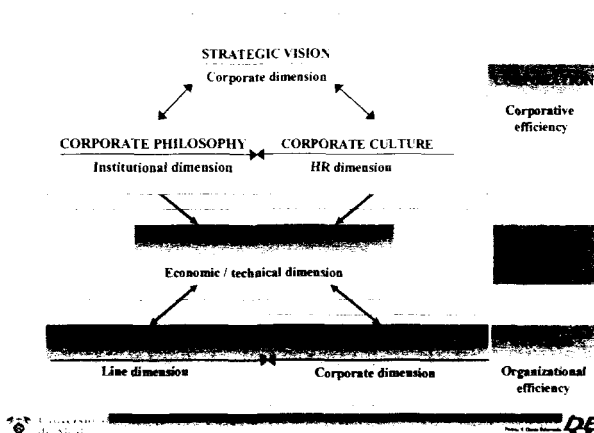 STRATEGIC VISION
Corporate dimension
CORPORATION
Corporative
efficiency
CORPORATE PHILOSOPHY CORPORATE CULTURE
Institutional dimension HR dimension
Economic / technical dimension
Line dimension Corporate dimension
Organizational
efficiency